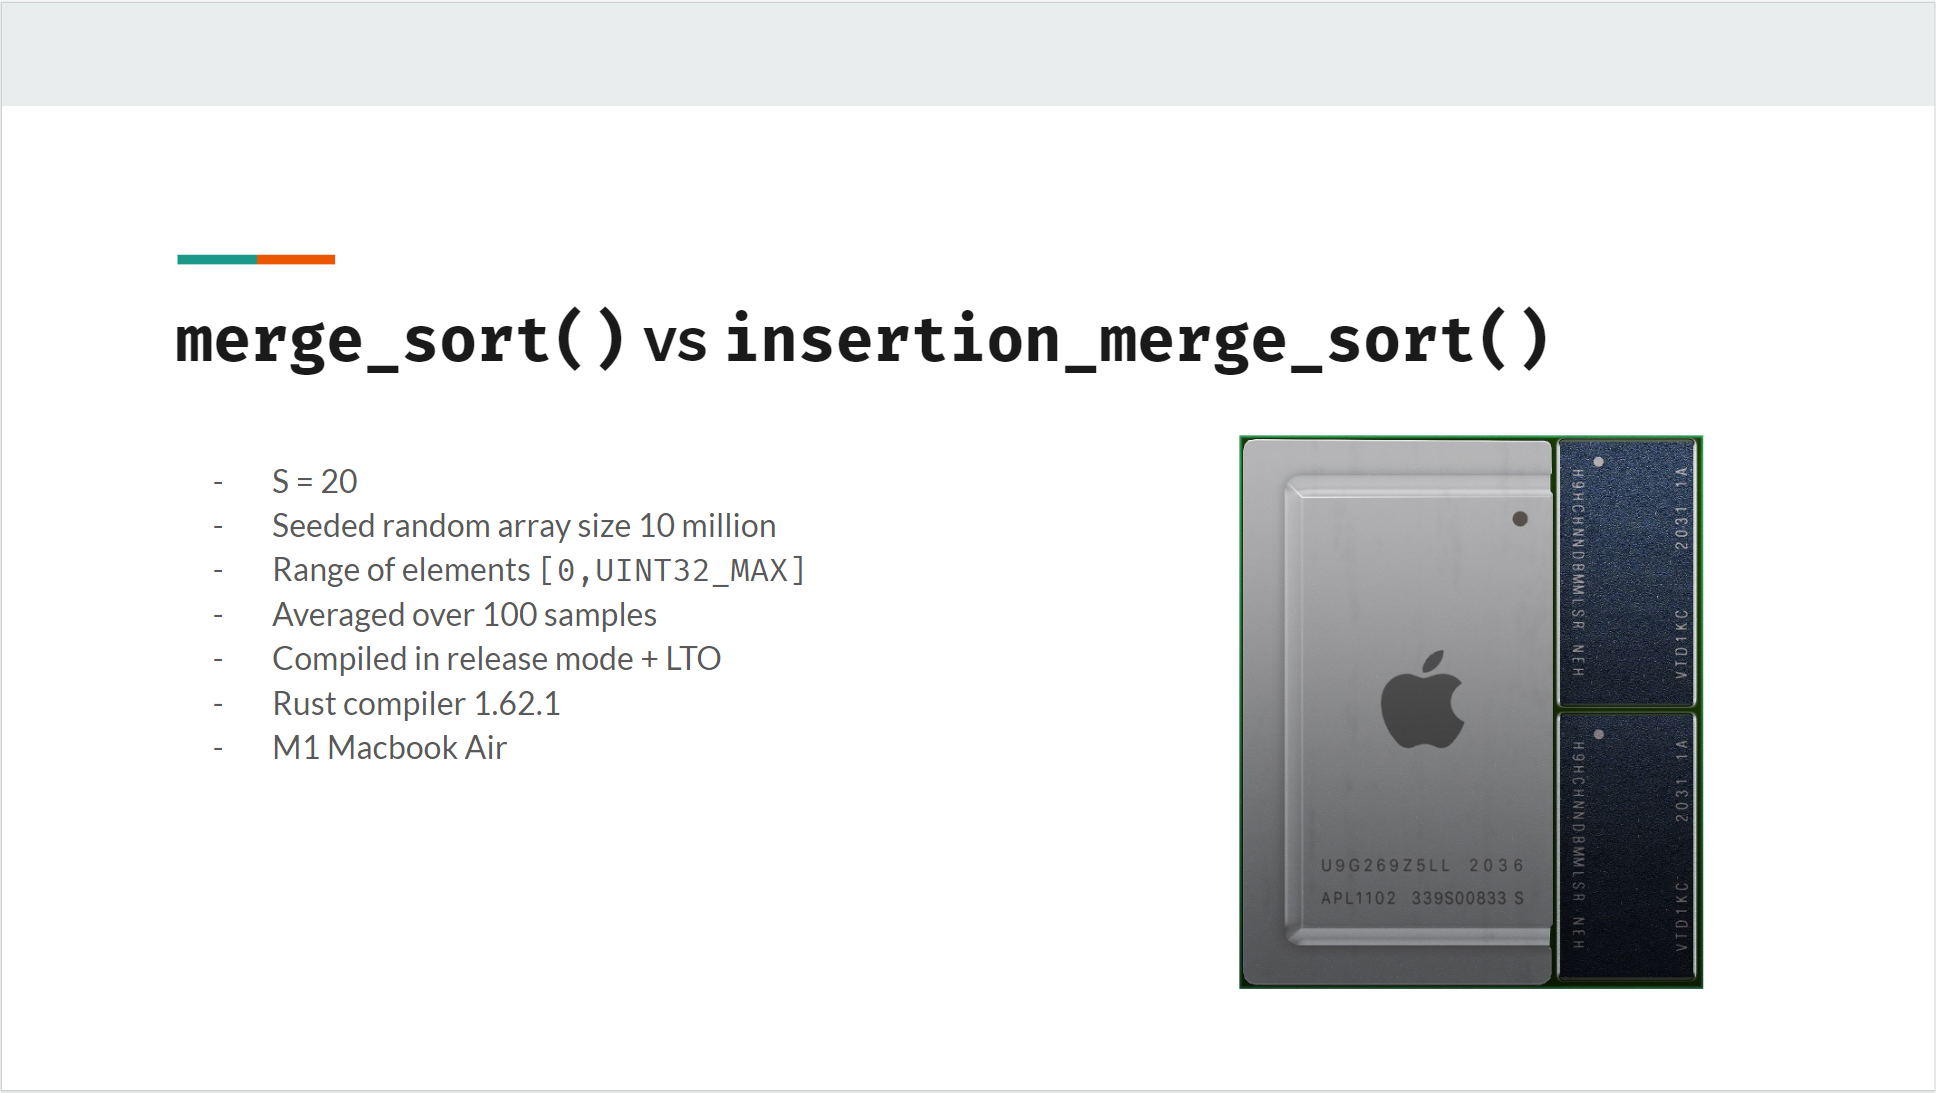 merge_sort() vs insertion_merge_sort()
- S = 20
- Seeded random array size 10 million
- Range of elements [0,UINT32_MAX]
- Averaged over 100 samples
- Compiled in release mode + LTO
- Rust compiler 1.62.1
- M1 Macbook Air
U9G269Z5LL 2036
APL1102 339S00833 S
H9HCNNNDBMMLSR NEH
VTD1KC 2031 1A
H9HCNNNDBMMLSR NEH
VTD1KC 2031 1A